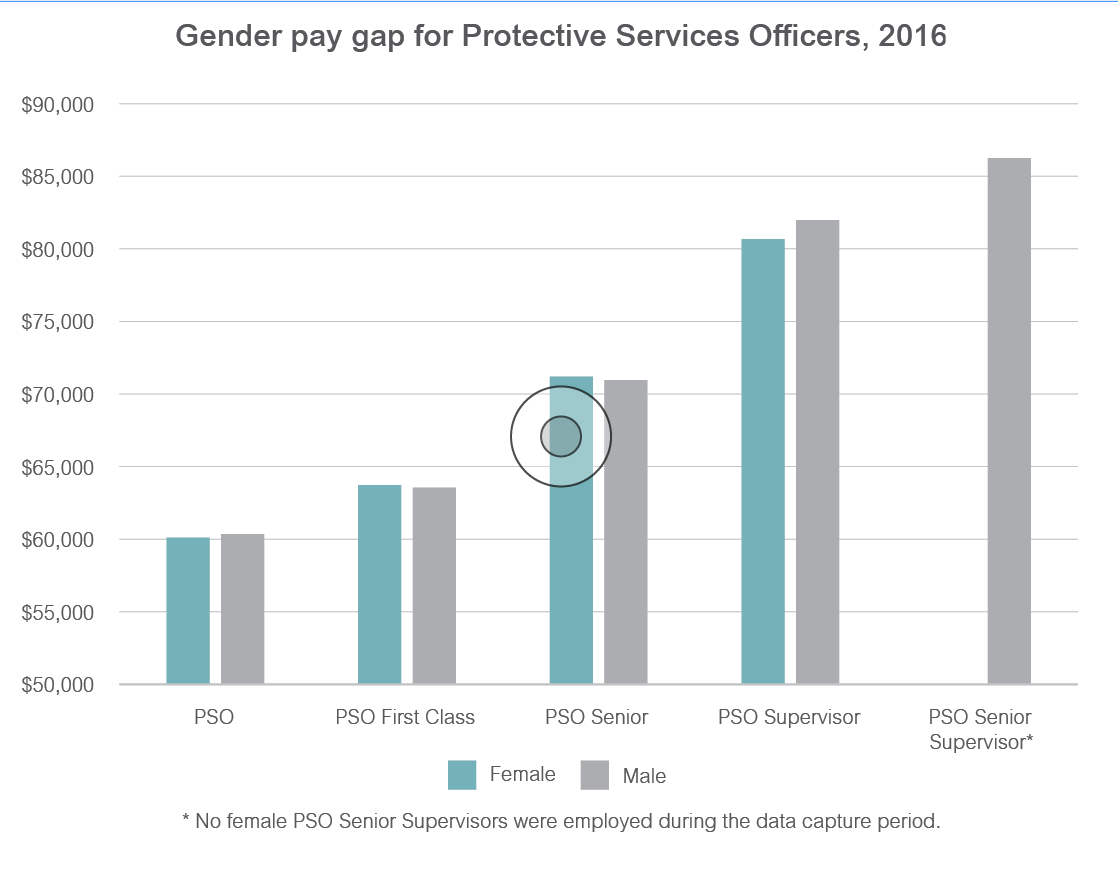 Gender pay gap for Protective Services Officers, 2016
$90,000
$85,000
$80,000
$75,000
$70,000
$65,000
$60,000
$55,000
$50,000
PSO
PSO First Class
PSO Senior
PSO Supervisor
PSO Senior
Supervisor*
Female
Male
* No female PSO Senior Supervisors were employed during the data capture period.